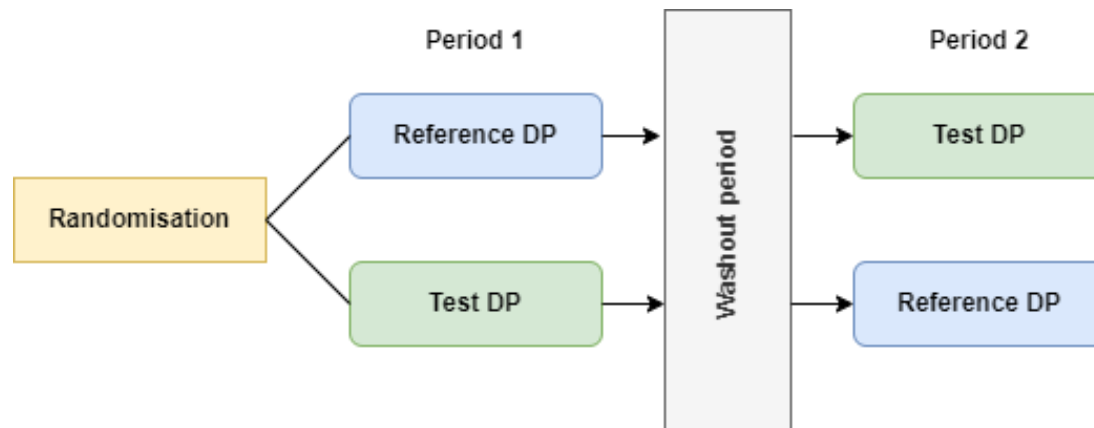 Period 1
Period 2
Reference DP
Test DP
Randomisation
Washout period
Test DP
Reference DP